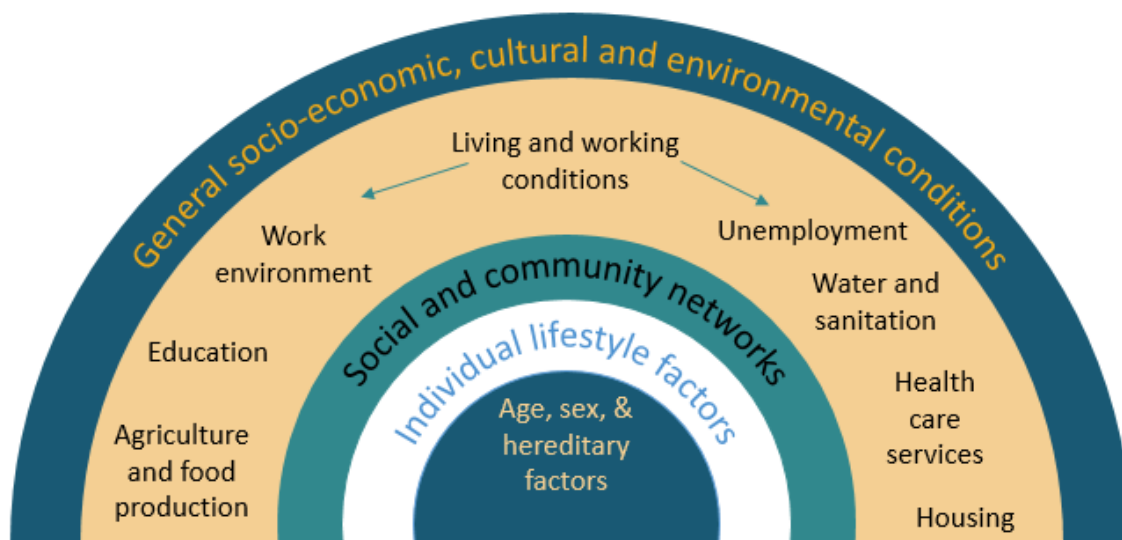 General socio-economic, cultural and environmental conditions
Living and working
conditions
Work
environment
Unemployment
Water and
sanitation
Education
Health
care
services
Agriculture
and food
production
Housing
Social and community networks
Individual lifestyle factors
Age, sex, &
hereditary
factors